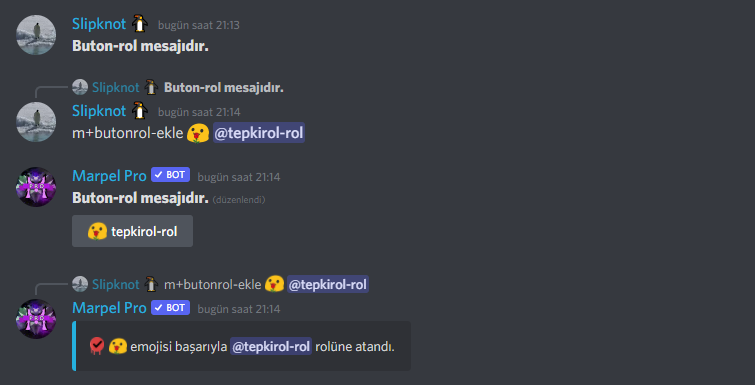 Slipknot bugün saat 21:13
Buton-rol mesajıdır.
Slipknot Buton-rol mesajıdır.
Slipknot bugün saat 21:14
m+butonrol-ekle @tepkirol-rol
Marpel Pro BOT bugün saat 21:14
Buton-rol mesajıdır. (düzenlendi)
tepkirol-rol
Slipknot m+butonrol-ekle @tepkirol-rol
Marpel Pro BOT bugün saat 21:14
emojisi başarıyla @tepkirol-rol rolüne atandı.